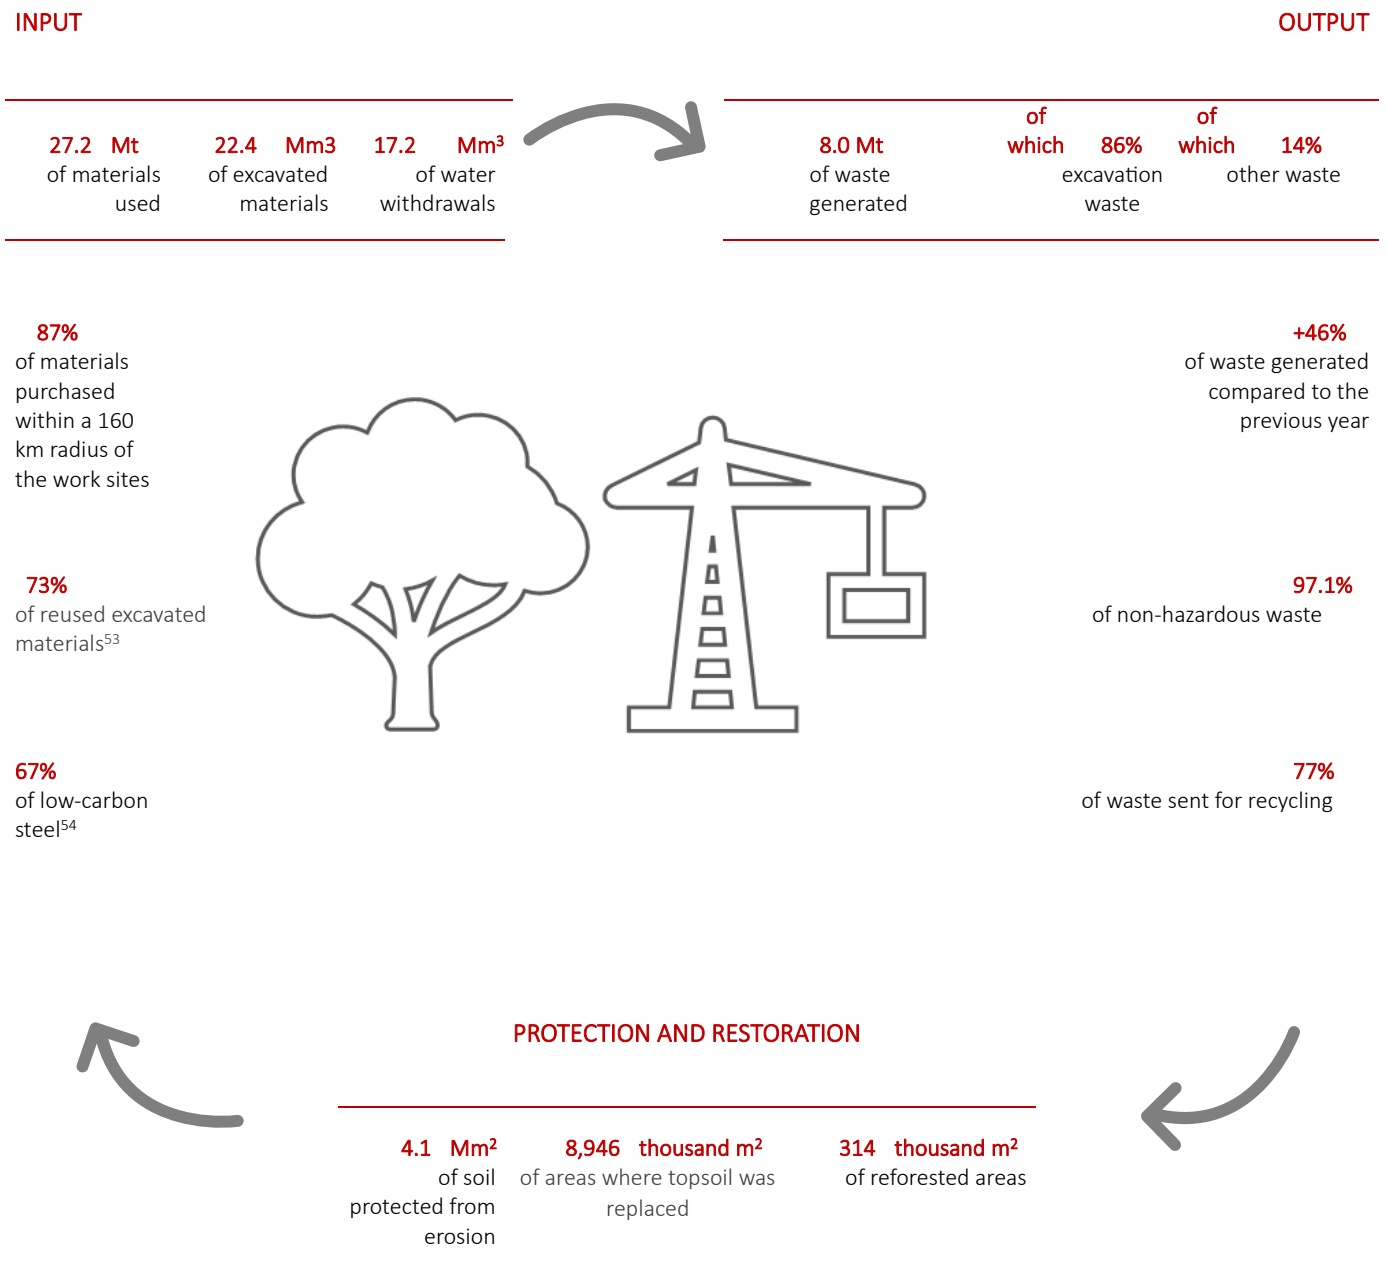 INPUT
OUTPUT
27.2 Mt
of materials
used
22.4 Mm3
of excavated
materials
17.2 Mm³
of water
withdrawals
8.0 Mt
of waste
generated
of
which
86%
excavation
waste
of
which
14%
other waste
87%
of materials
purchased
within a 160
km radius of
the work sites
+46%
of waste generated
compared to the
previous year
73%
of reused excavated
materials⁵³
97.1%
of non-hazardous waste
67%
of low-carbon
steel⁵⁴
77%
of waste sent for recycling
PROTECTION AND RESTORATION
4.1 Mm²
of soil
protected from
erosion
8,946 thousand m²
of areas where topsoil was
replaced
314 thousand m²
of reforested areas